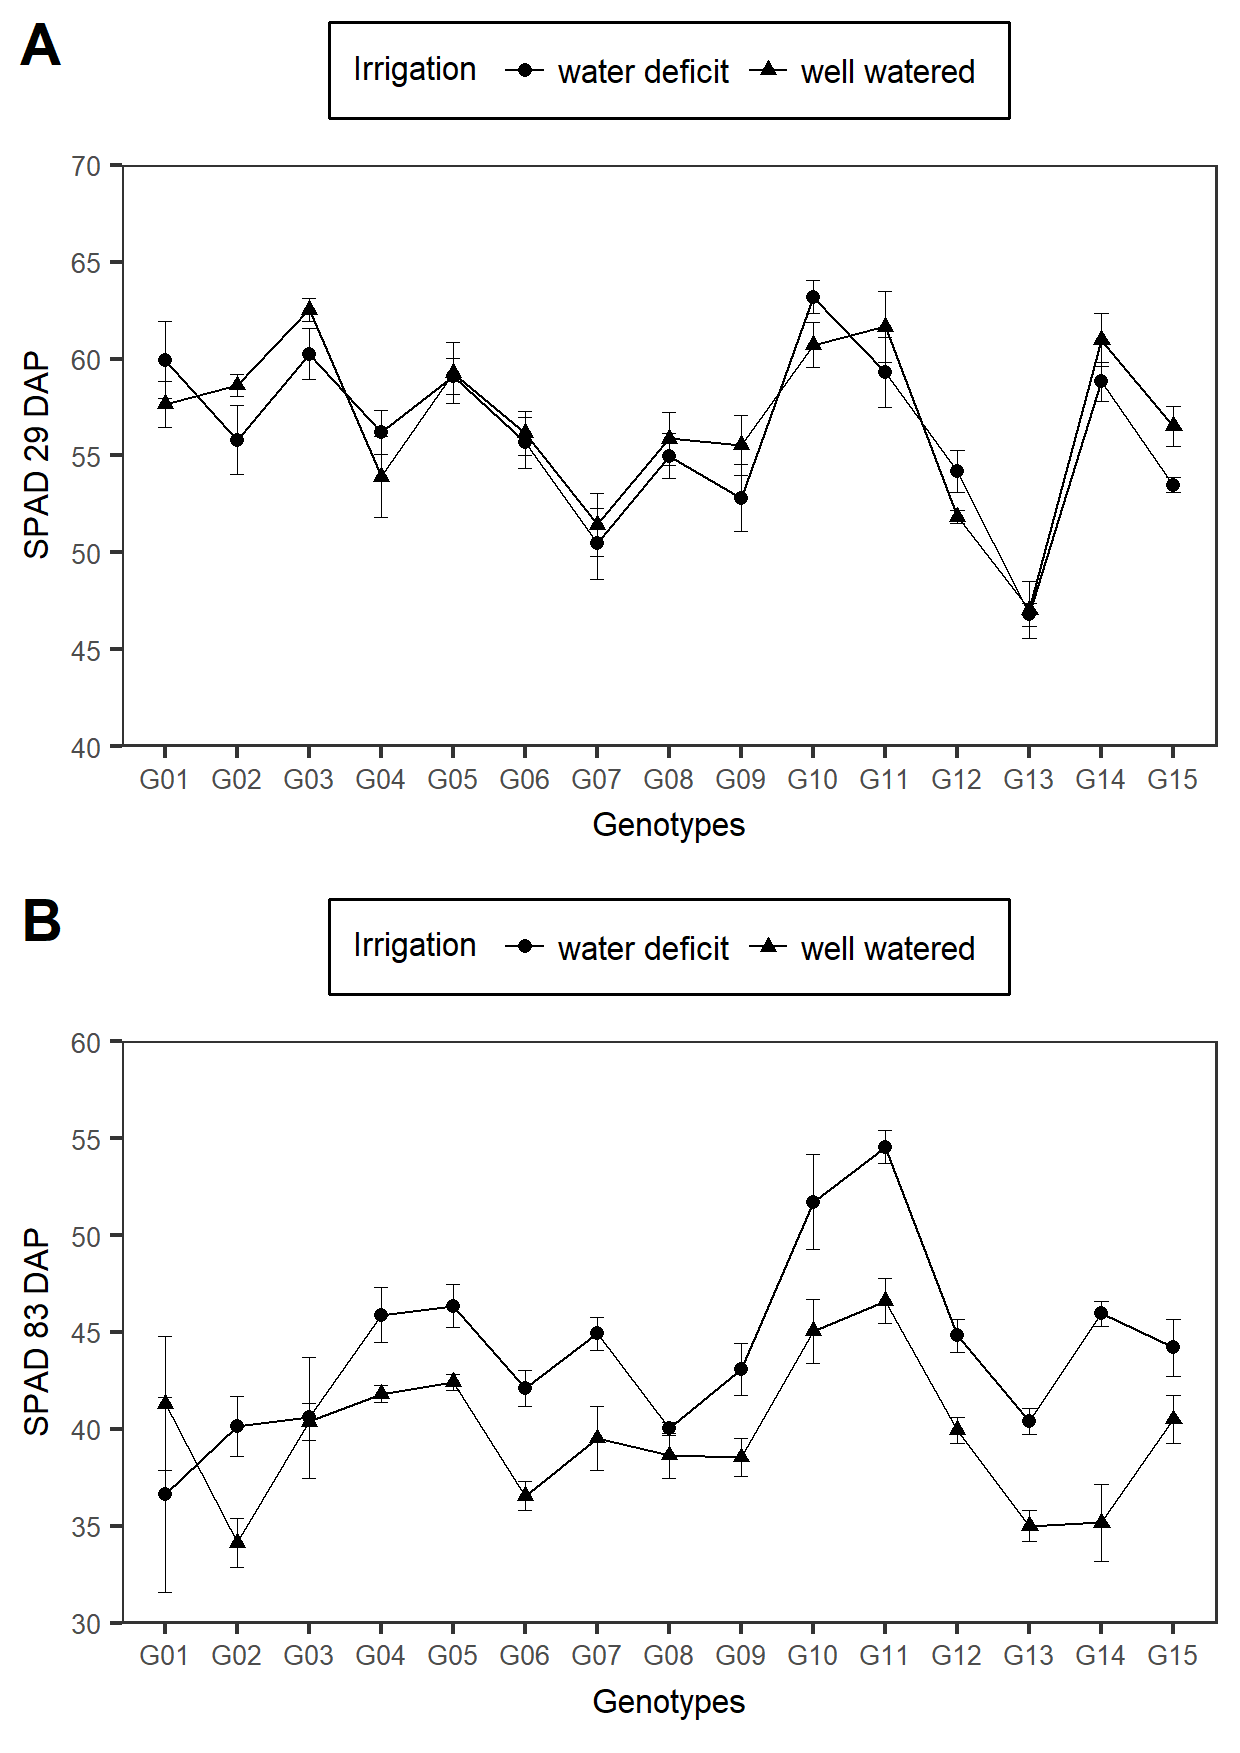 A
Irrigation water deficit well watered
70
65
60
55
50
45
40
SPAD 29 DAP
G01 G02 G03 G04 G05 G06 G07 G08 G09 G10 G11 G12 G13 G14 G15
Genotypes
B
Irrigation water deficit well watered
60
55
50
45
40
35
30
SPAD 83 DAP
G01 G02 G03 G04 G05 G06 G07 G08 G09 G10 G11 G12 G13 G14 G15
Genotypes